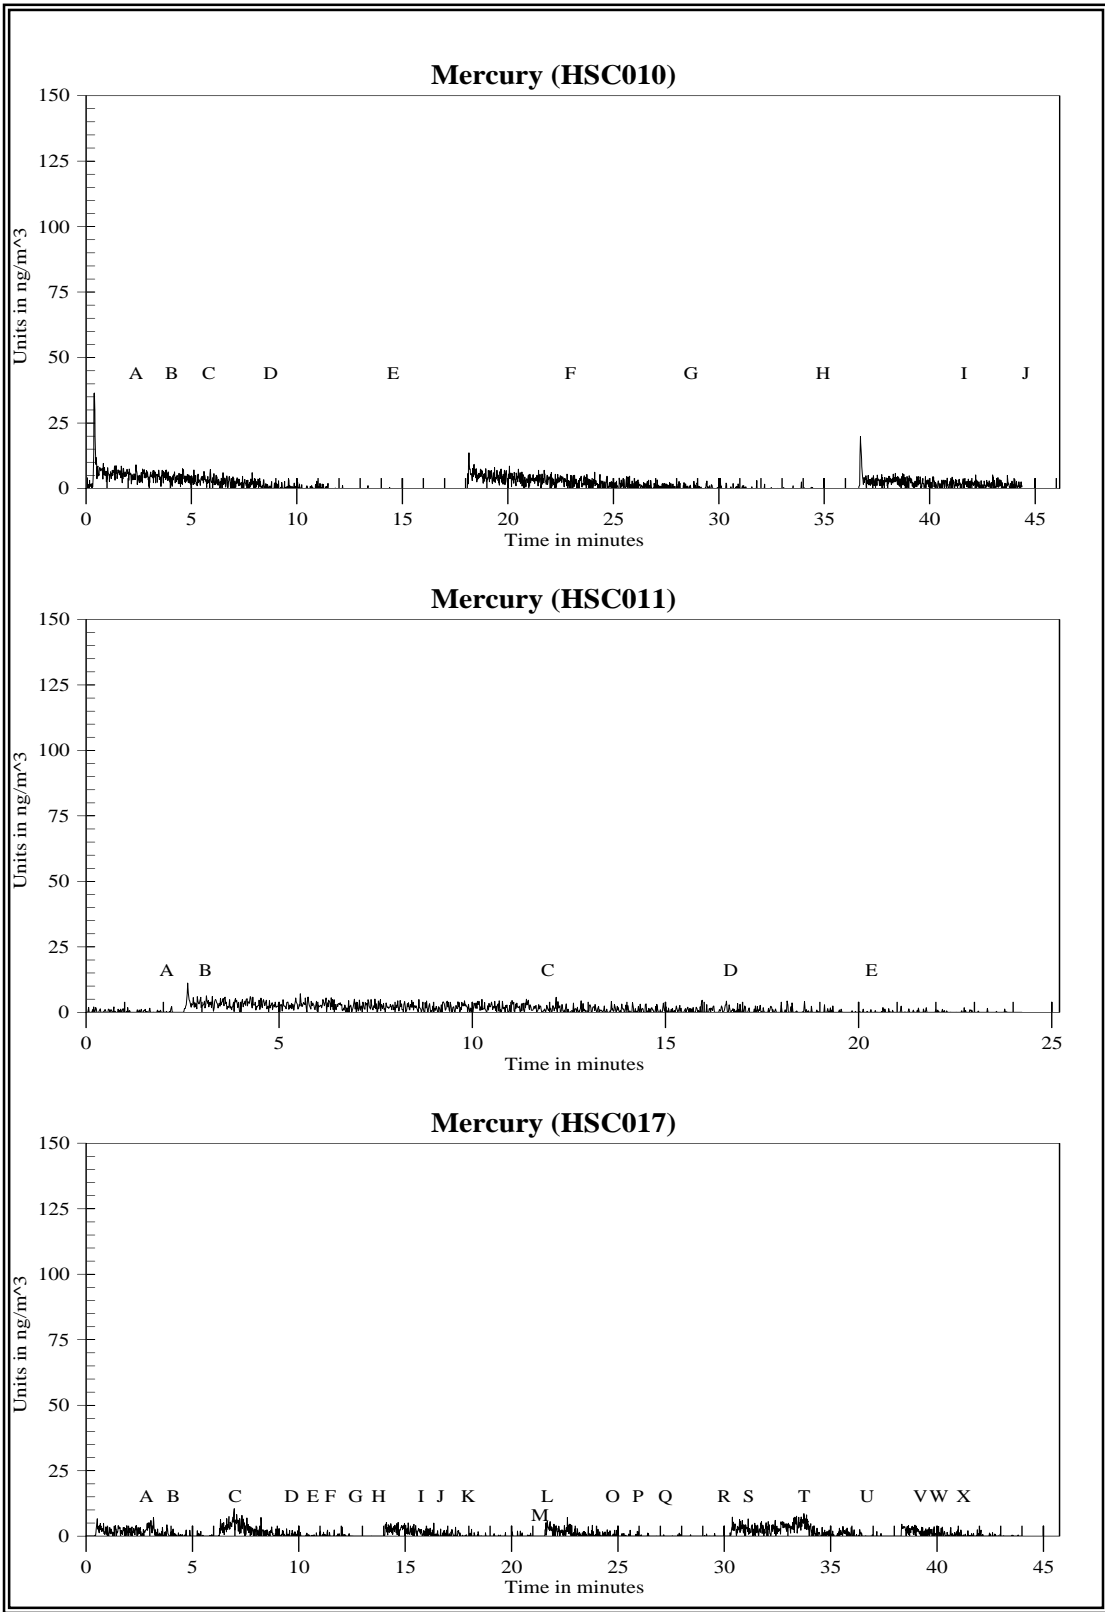 Mercury (HSC010)
150
125
100
75
50
25
0
Units in ng/m^3
A B C D E F G H I J
0 5 10 15 20 25 30 35 40 45
Time in minutes
Mercury (HSC011)
150
125
100
75
50
25
0
Units in ng/m^3
A B C D E
0 5 10 15 20 25
Time in minutes
Mercury (HSC017)
150
125
100
75
50
25
0
Units in ng/m^3
A B C D E F G H I J K L O P Q R S T U V W X
M
0 5 10 15 20 25 30 35 40 45
Time in minutes